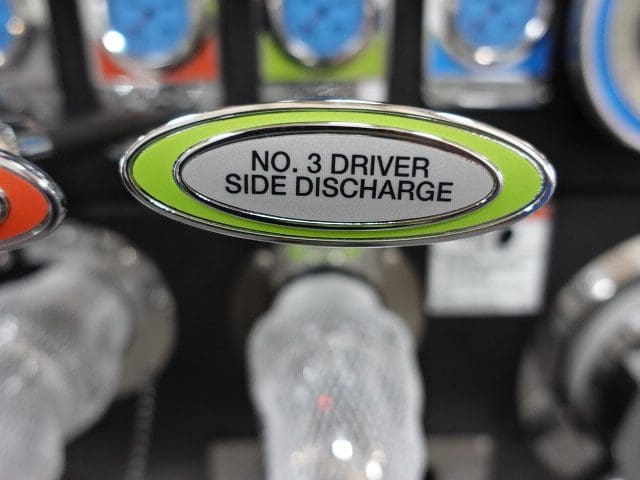 NO. 3 DRIVER
SIDE DISCHARGE